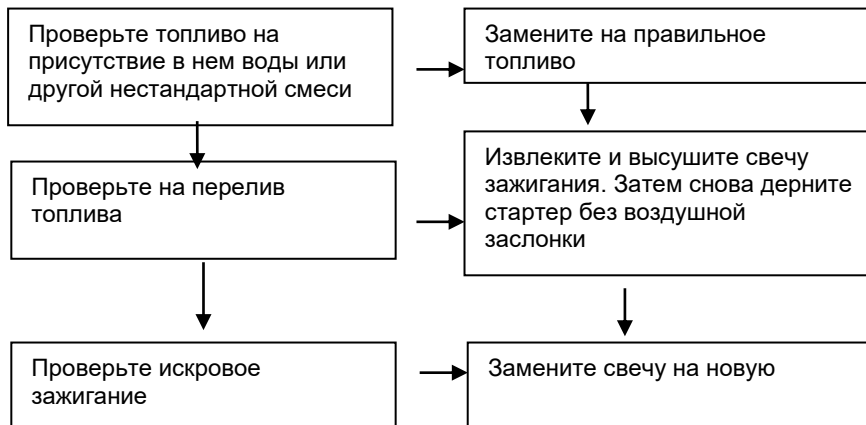 Проверьте топливо на
присутствие в нем воды или
другой нестандартной смеси
Замените на правильное
топливо
Проверьте на перелив
топлива
Извлеките и высушите свечу
зажигания. Затем снова дерните
стартер без воздушной
заслонки
Проверьте искровое
зажигание
Замените свечу на новую